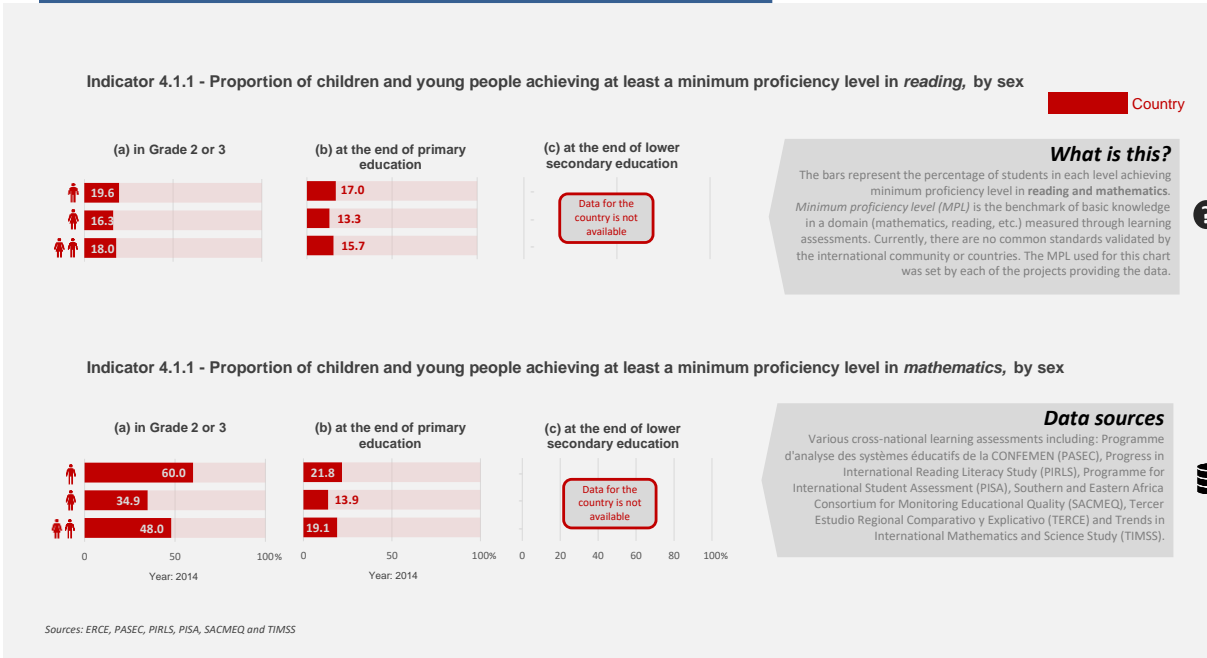 Indicator 4.1.1 - Proportion of children and young people achieving at least a minimum proficiency level in reading, by sex
Country
(a) in Grade 2 or 3
19.6
16.3
18.0
(b) at the end of primary
education
17.0
13.3
15.7
(c) at the end of lower
secondary education
Data for the
country is not
available
What is this?
The bars represent the percentage of students in each level achieving
minimum proficiency level in reading and mathematics.
Minimum proficiency level (MPL) is the benchmark of basic knowledge
in a domain (mathematics, reading, etc.) measured through learning
assessments. Currently, there are no common standards validated by
the international community or countries. The MPL used for this chart
was set by each of the projects providing the data.
?
Indicator 4.1.1 - Proportion of children and young people achieving at least a minimum proficiency level in mathematics, by sex
(a) in Grade 2 or 3
60.0
34.9
48.0
0 50 100%
Year: 2014
(b) at the end of primary
education
21.8
13.9
19.1
0 50 100%
Year: 2014
(c) at the end of lower
secondary education
Data for the
country is not
available
0 20 40 60 80 100%
Data sources
Various cross-national learning assessments including: Programme
d'analyse des systèmes éducatifs de la CONFEMEN (PASEC), Progress in
International Reading Literacy Study (PIRLS), Programme for
International Student Assessment (PISA), Southern and Eastern Africa
Consortium for Monitoring Educational Quality (SACMEQ), Tercer
Estudio Regional Comparativo y Explicativo (TERCE) and Trends in
International Mathematics and Science Study (TIMSS).
Sources: ERCE, PASEC, PIRLS, PISA, SACMEQ and TIMSS